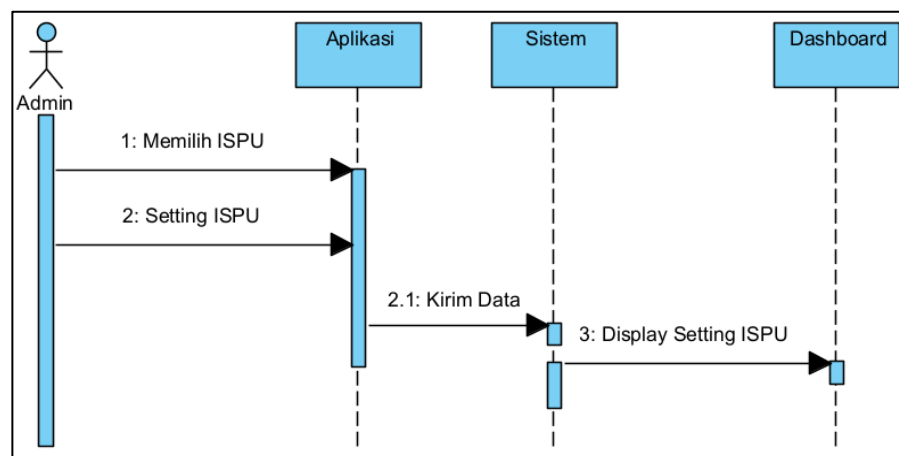 Aplikasi
Sistem
Dashboard
Admin
1: Memilih ISPU
2: Setting ISPU
2.1: Kirim Data
3: Display Setting ISPU